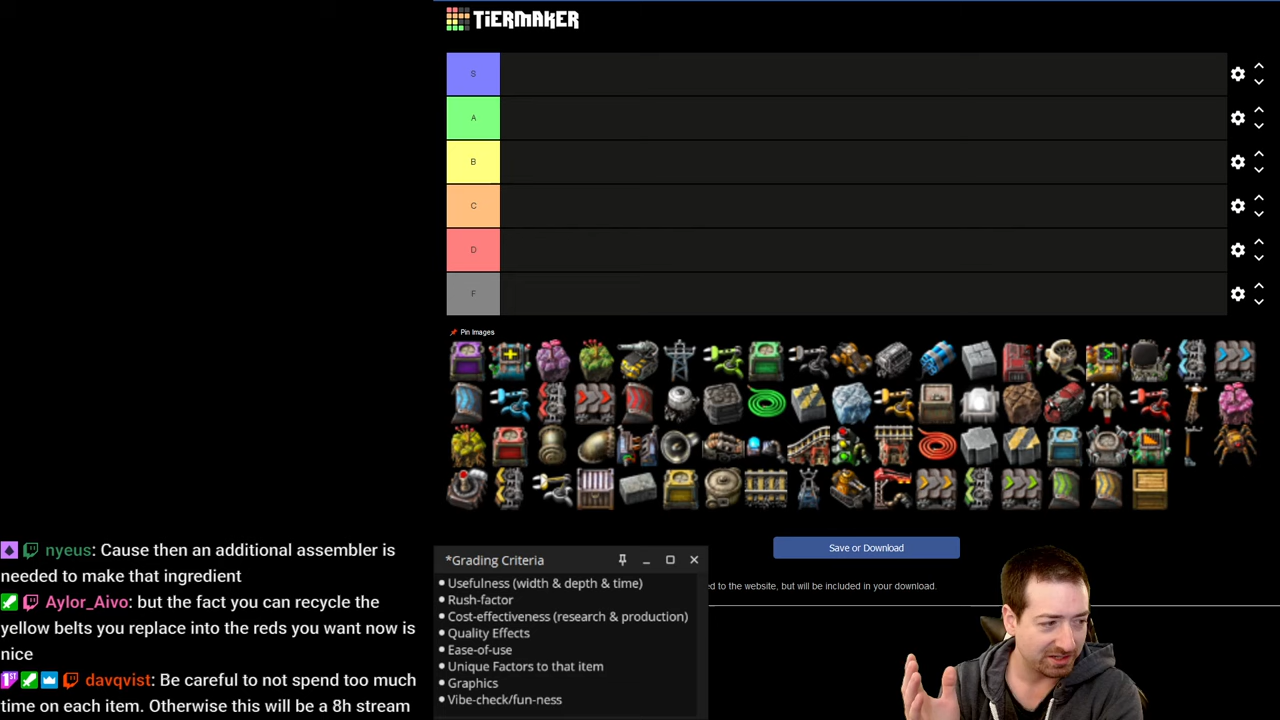 TiERMAKER
S
A
B
C
D
F
Pin Images
Save or Download
ed to the website, but will be included in your download.
nyeus: Cause then an additional assembler is
needed to make that ingredient
Aylor_Aivo: but the fact you can recycle the
yellow belts you replace into the reds you want now is
nice
1ST davqvist: Be careful to not spend too much
time on each item. Otherwise this will be a 8h stream
*Grading Criteria
• Usefulness (width & depth & time)
• Rush-factor
• Cost-effectiveness (research & production)
• Quality Effects
• Ease-of-use
• Unique Factors to that item
• Graphics
• Vibe-check/fun-ness